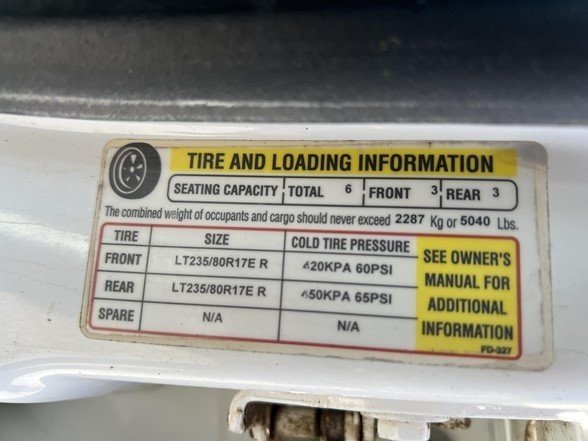 TIRE AND LOADING INFORMATION
SEATING CAPACITY TOTAL 6 FRONT 3 REAR 3
The combined weight of occupants and cargo should never exceed 2287 Kg or 5040 Lbs.
TIRE SIZE COLD TIRE PRESSURE
FRONT LT235/80R17E R 420KPA 60PSI
REAR LT235/80R17E R 450KPA 65PSI
SPARE N/A N/A
SEE OWNER'S
MANUAL FOR
ADDITIONAL
INFORMATION
FD-327